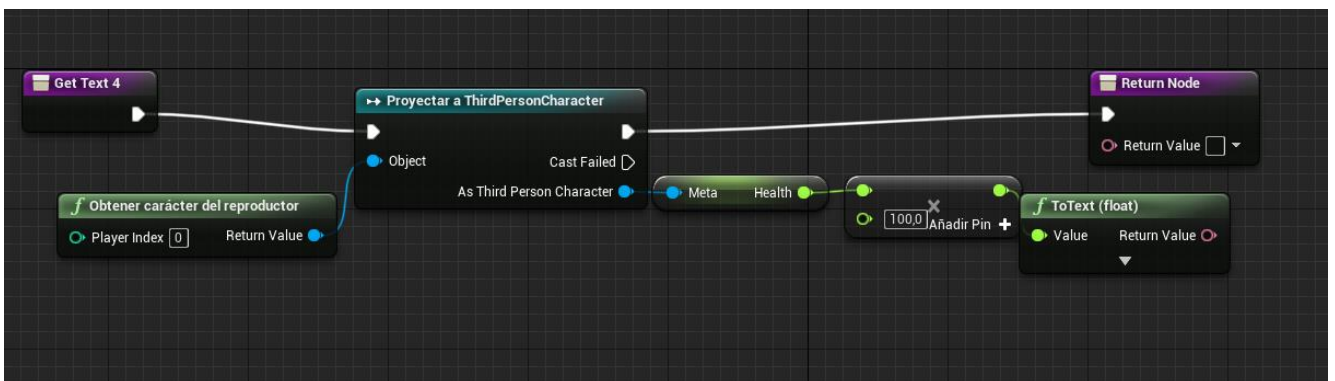 Get Text 4
Proyectar a ThirdPersonCharacter
Object
Cast Failed
As Third Person Character
f Obtener carácter del reproductor
Player Index 0
Return Value
Meta Health
100,0
Añadir Pin +
f ToText (float)
Value Return Value
Return Node
Return Value